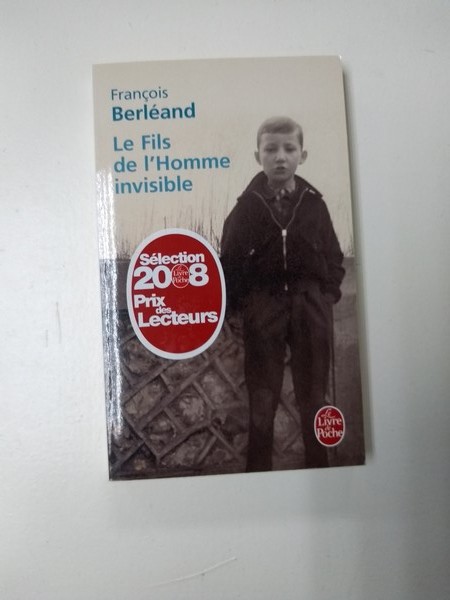 François
Berléand
Le Fils
de l'Homme
invisible
Sélection
2008
Le Livre de Poche
Prix
des
Lecteurs
Le
Livre
de
Poche